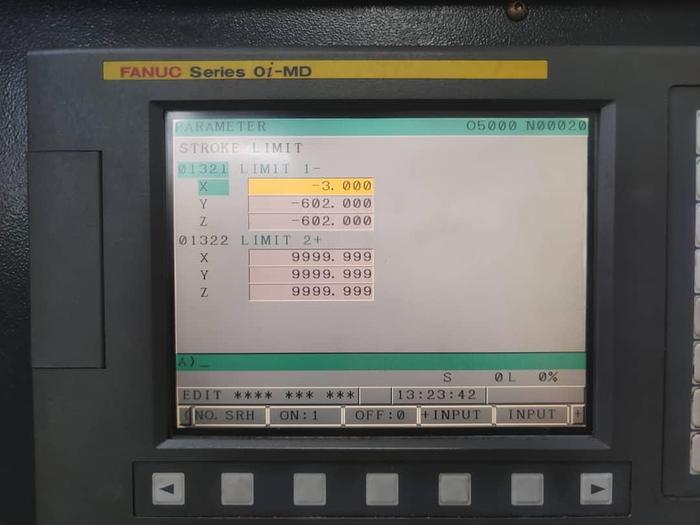 FANUC Series 0i-MD
PARAMETER O5000 N00020
STROKE LIMIT
01321 LIMIT 1-
X -3.000
Y -602.000
Z -602.000
01322 LIMIT 2+
X 9999.999
Y 9999.999
Z 9999.999
A)_
S 0L 0%
EDIT **** *** *** 13:23:42
(NO. SRH ON:1 OFF:0 +INPUT INPUT +